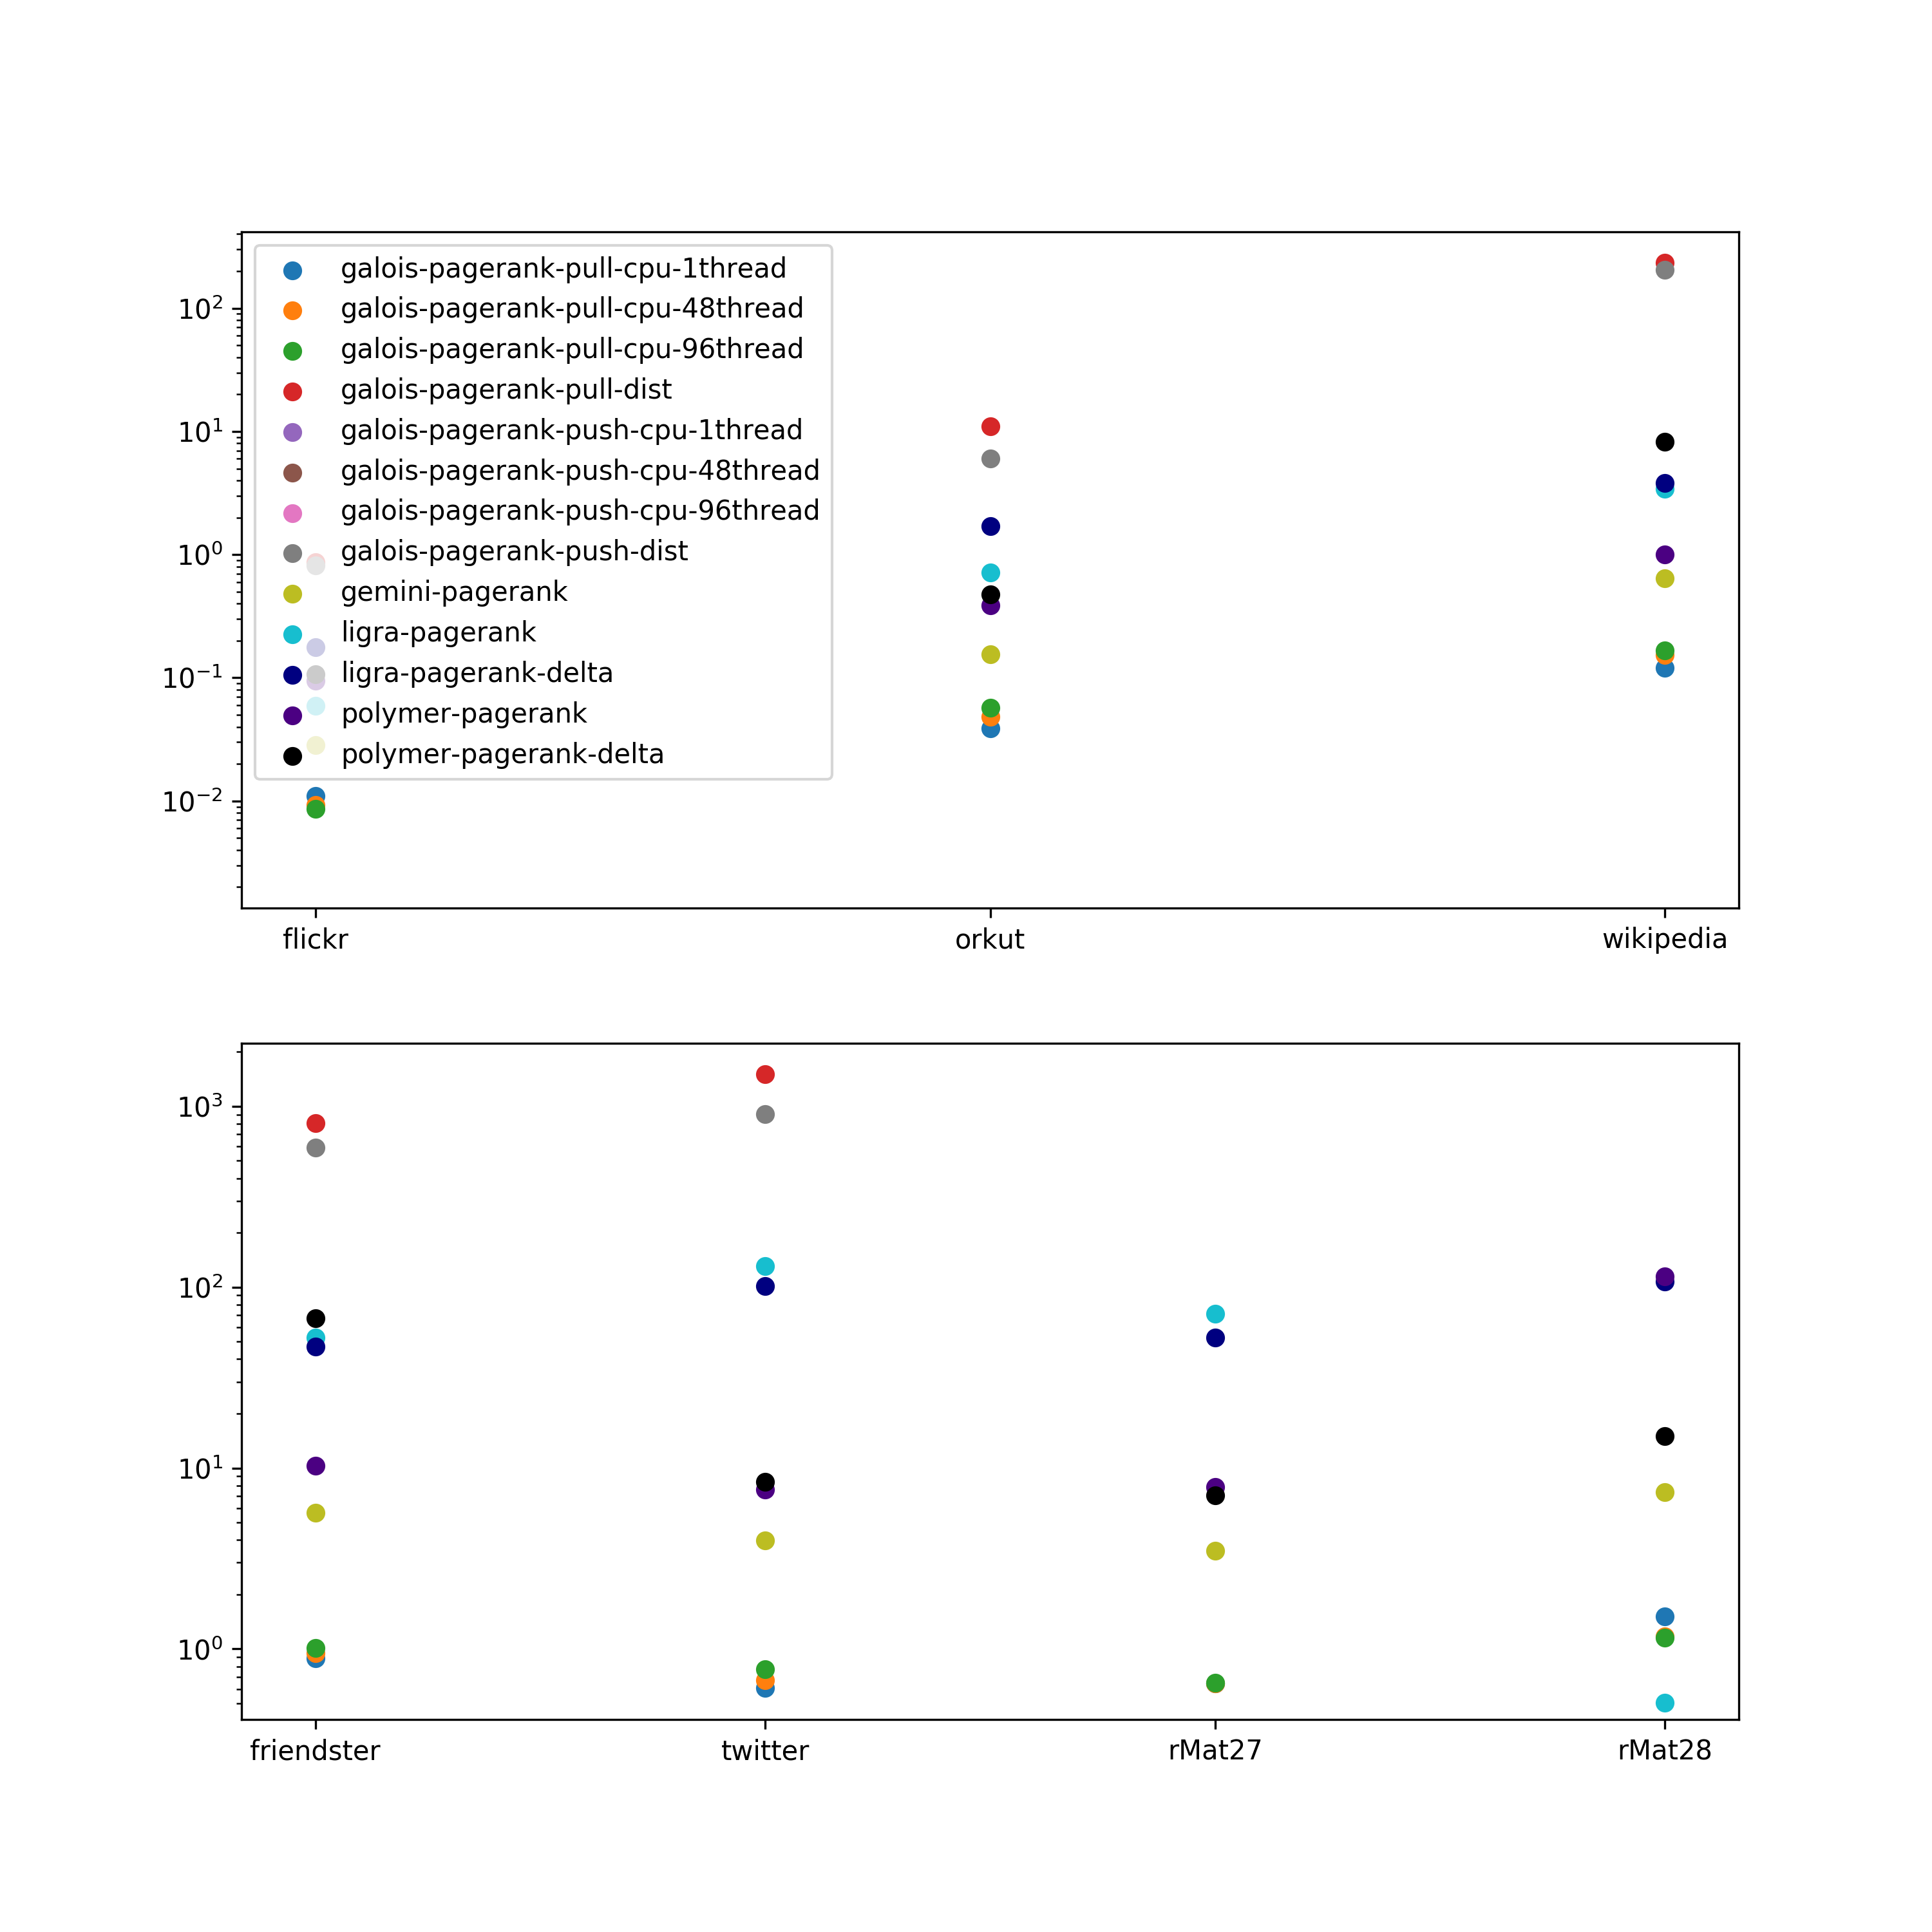 10²
10¹
10⁰
10⁻¹
10⁻²
galois-pagerank-pull-cpu-1thread
galois-pagerank-pull-cpu-48thread
galois-pagerank-pull-cpu-96thread
galois-pagerank-pull-dist
galois-pagerank-push-cpu-1thread
galois-pagerank-push-cpu-48thread
galois-pagerank-push-cpu-96thread
galois-pagerank-push-dist
gemini-pagerank
ligra-pagerank
ligra-pagerank-delta
polymer-pagerank
polymer-pagerank-delta
flickr orkut wikipedia
10³
10²
10¹
10⁰
friendster twitter rMat27 rMat28